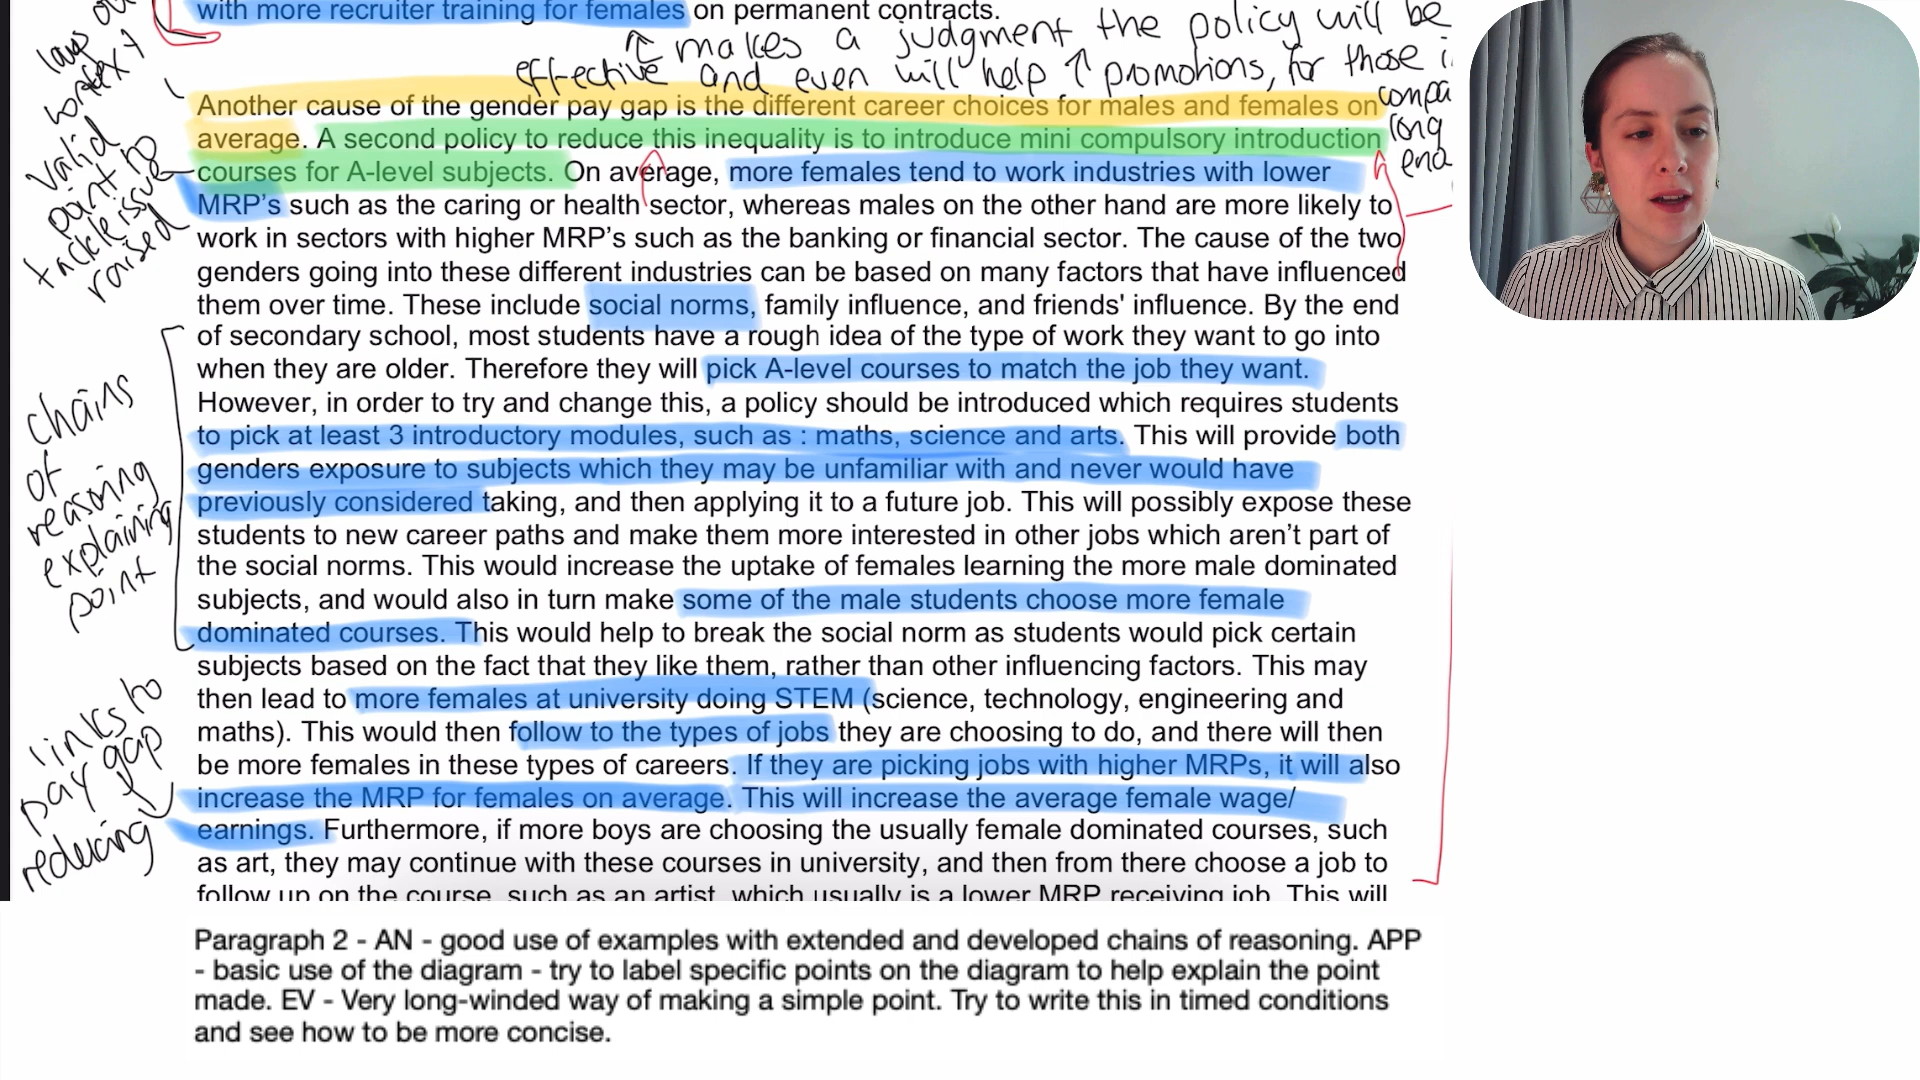 with more recruiter training for females on permanent contracts.
↑ makes a judgment the policy will be
effective and even will help ↑ promotions, for those i
compa
long
end
laws
context
valid
point to
tackle issue
raised
Another cause of the gender pay gap is the different career choices for males and females on
average. A second policy to reduce this inequality is to introduce mini compulsory introduction
courses for A-level subjects. On average, more females tend to work industries with lower
MRP’s such as the caring or health sector, whereas males on the other hand are more likely to
work in sectors with higher MRP’s such as the banking or financial sector. The cause of the two
genders going into these different industries can be based on many factors that have influenced
them over time. These include social norms, family influence, and friends' influence. By the end
of secondary school, most students have a rough idea of the type of work they want to go into
when they are older. Therefore they will pick A-level courses to match the job they want.
However, in order to try and change this, a policy should be introduced which requires students
to pick at least 3 introductory modules, such as : maths, science and arts. This will provide both
genders exposure to subjects which they may be unfamiliar with and never would have
previously considered taking, and then applying it to a future job. This will possibly expose these
students to new career paths and make them more interested in other jobs which aren’t part of
the social norms. This would increase the uptake of females learning the more male dominated
subjects, and would also in turn make some of the male students choose more female
dominated courses. This would help to break the social norm as students would pick certain
subjects based on the fact that they like them, rather than other influencing factors. This may
then lead to more females at university doing STEM (science, technology, engineering and
maths). This would then follow to the types of jobs they are choosing to do, and there will then
be more females in these types of careers. If they are picking jobs with higher MRPs, it will also
increase the MRP for females on average. This will increase the average female wage/
earnings. Furthermore, if more boys are choosing the usually female dominated courses, such
as art, they may continue with these courses in university, and then from there choose a job to
follow up on the course, such as an artist, which usually is a lower MRP receiving job. This will
chains
of
reasoning
explaining
point
links to
pay gap
reducing
Paragraph 2 - AN - good use of examples with extended and developed chains of reasoning. APP
- basic use of the diagram - try to label specific points on the diagram to help explain the point
made. EV - Very long-winded way of making a simple point. Try to write this in timed conditions
and see how to be more concise.